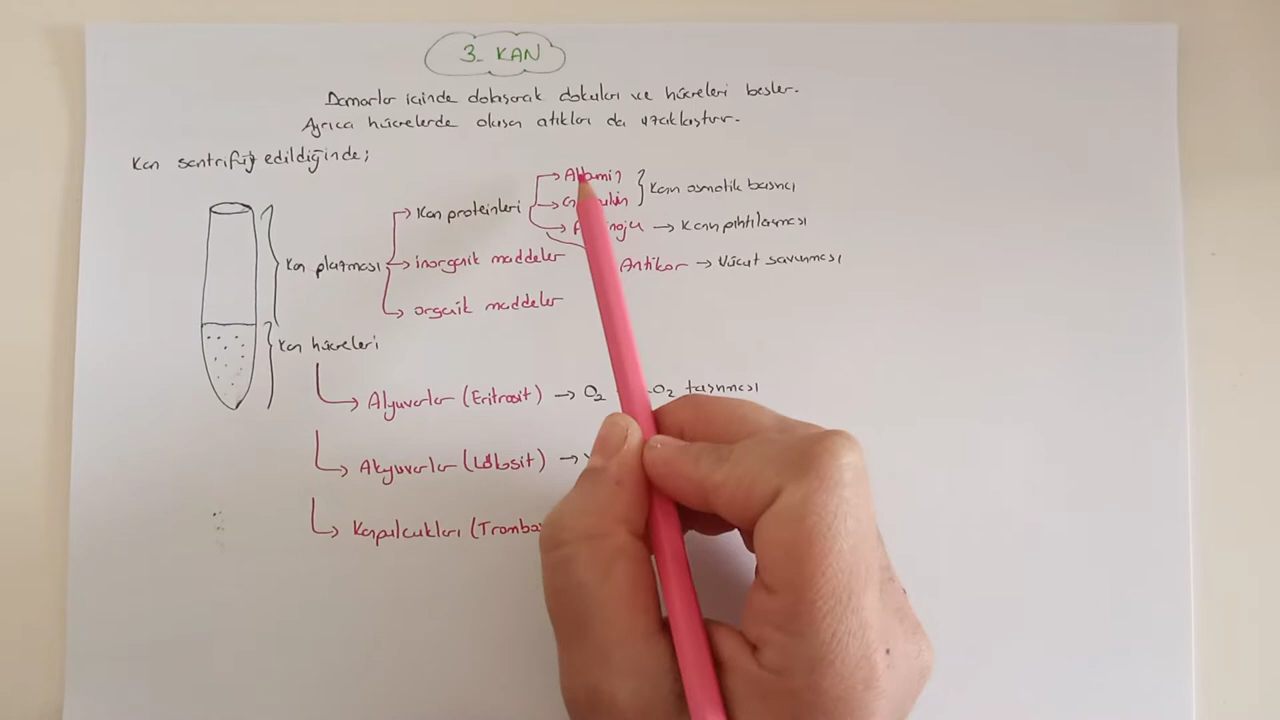 3. KAN
Damarlar içinde dolaşarak dokuları ve hücreleri besler.
Ayrıca hücrelerde oluşan atıkları da uzaklaştırır.
Kan santrifüj edildiğinde;
Kan plazması
Kan proteinleri
Kan osmotik basıncı
→ Kan pıhtılaşması
Antikor → Vücut savunması
inorganik maddeler
organik maddeler
Kan hücreleri
Alyuvarlar (Eritrosit) → O₂ O₂ taşınması
Akyuvarlar (Lökosit) →
Kan pulcukları